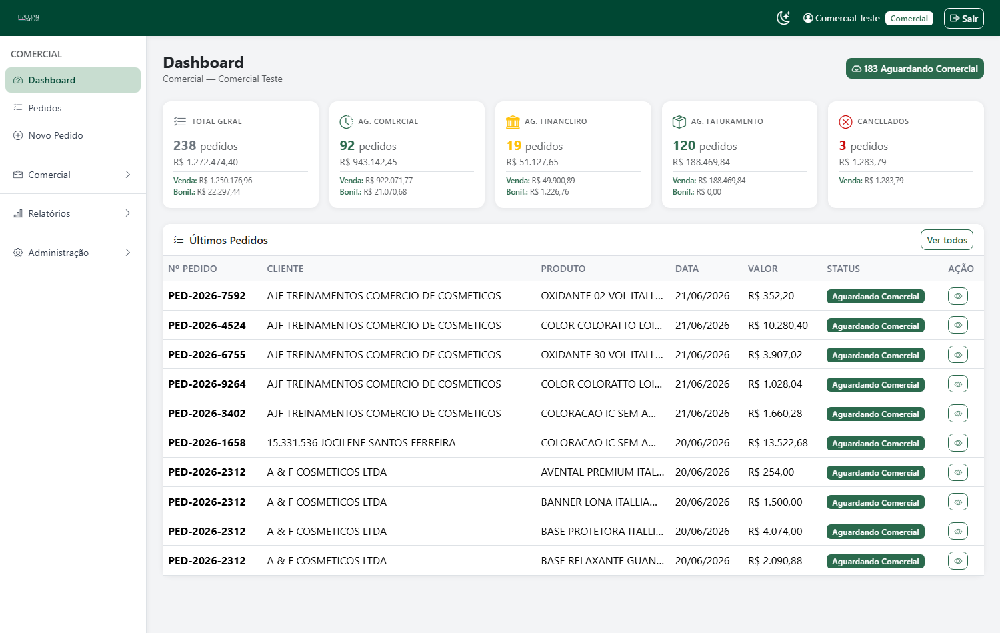 ITALLIAN
Comercial Teste Comercial Sair
COMERCIAL
Dashboard
Pedidos
Novo Pedido
Comercial
Relatórios
Administração
Dashboard
Comercial — Comercial Teste
183 Aguardando Comercial
TOTAL GERAL
238 pedidos
R$ 1.272.474,40
Venda: R$ 1.250.176,96
Bonif.: R$ 22.297,44
AG. COMERCIAL
92 pedidos
R$ 943.142,45
Venda: R$ 922.071,77
Bonif.: R$ 21.070,68
AG. FINANCEIRO
19 pedidos
R$ 51.127,65
Venda: R$ 49.900,89
Bonif.: R$ 1.226,76
AG. FATURAMENTO
120 pedidos
R$ 188.469,84
Venda: R$ 188.469,84
Bonif.: R$ 0,00
CANCELADOS
3 pedidos
R$ 1.283,79
Venda: R$ 1.283,79
Últimos Pedidos
Ver todos
Nº PEDIDO CLIENTE PRODUTO DATA VALOR STATUS AÇÃO
PED-2026-7592 AJF TREINAMENTOS COMERCIO DE COSMETICOS OXIDANTE 02 VOL ITALL... 21/06/2026 R$ 352,20 Aguardando Comercial
PED-2026-4524 AJF TREINAMENTOS COMERCIO DE COSMETICOS COLOR COLORATTO LOI... 21/06/2026 R$ 10.280,40 Aguardando Comercial
PED-2026-6755 AJF TREINAMENTOS COMERCIO DE COSMETICOS OXIDANTE 30 VOL ITALL... 21/06/2026 R$ 3.907,02 Aguardando Comercial
PED-2026-9264 AJF TREINAMENTOS COMERCIO DE COSMETICOS COLOR COLORATTO LOI... 21/06/2026 R$ 1.028,04 Aguardando Comercial
PED-2026-3402 AJF TREINAMENTOS COMERCIO DE COSMETICOS COLORACAO IC SEM A... 21/06/2026 R$ 1.660,28 Aguardando Comercial
PED-2026-1658 15.331.536 JOCILENE SANTOS FERREIRA COLORACAO IC SEM A... 20/06/2026 R$ 13.522,68 Aguardando Comercial
PED-2026-2312 A & F COSMETICOS LTDA AVENTAL PREMIUM ITAL... 20/06/2026 R$ 254,00 Aguardando Comercial
PED-2026-2312 A & F COSMETICOS LTDA BANNER LONA ITALLIA... 20/06/2026 R$ 1.500,00 Aguardando Comercial
PED-2026-2312 A & F COSMETICOS LTDA BASE PROTETORA ITALLI... 20/06/2026 R$ 4.074,00 Aguardando Comercial
PED-2026-2312 A & F COSMETICOS LTDA BASE RELAXANTE GUAN... 20/06/2026 R$ 2.090,88 Aguardando Comercial